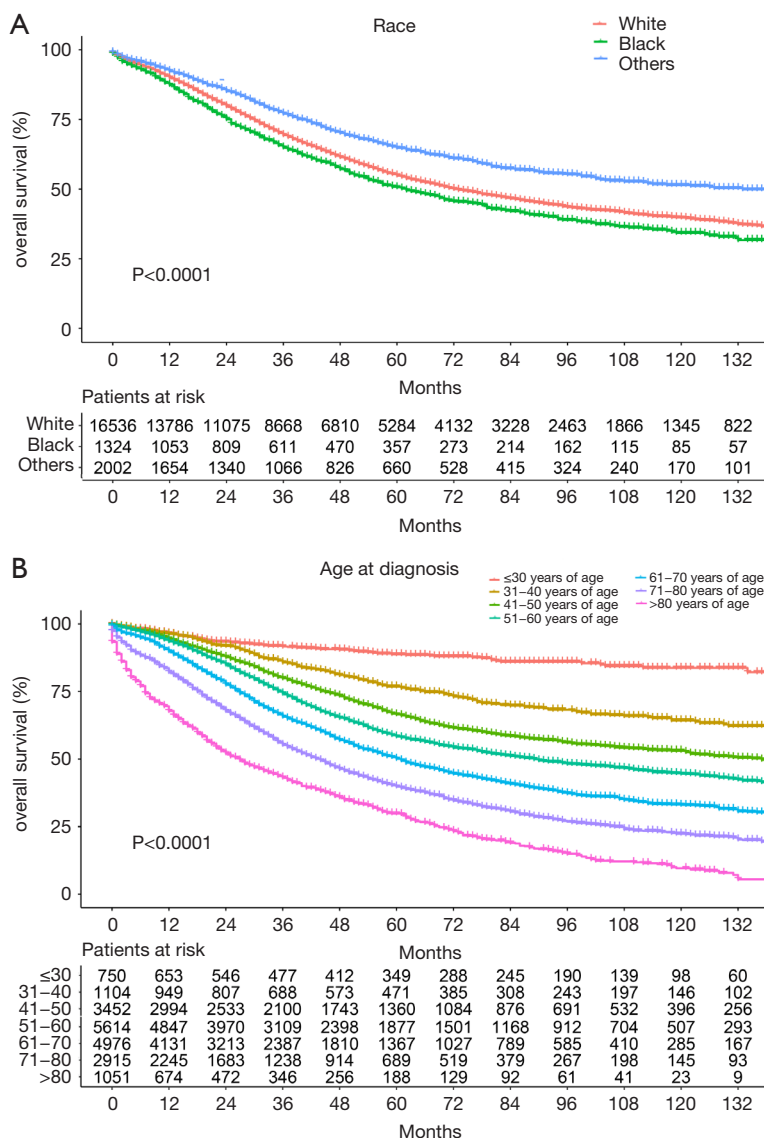 A
Race
White
Black
Others
overall survival (%)
100
75
50
25
0
P<0.0001
0 12 24 36 48 60 72 84 96 108 120 132
Months
Patients at risk
White 16536 13786 11075 8668 6810 5284 4132 3228 2463 1866 1345 822
Black 1324 1053 809 611 470 357 273 214 162 115 85 57
Others 2002 1654 1340 1066 826 660 528 415 324 240 170 101
0 12 24 36 48 60 72 84 96 108 120 132
Months
B
Age at diagnosis
≤30 years of age
31–40 years of age
41–50 years of age
51–60 years of age
61–70 years of age
71–80 years of age
>80 years of age
overall survival (%)
100
75
50
25
0
P<0.0001
0 12 24 36 48 60 72 84 96 108 120 132
Months
Patients at risk
≤30 750 653 546 477 412 349 288 245 190 139 98 60
31–40 1104 949 807 688 573 471 385 308 243 197 146 102
41–50 3452 2994 2533 2100 1743 1360 1084 876 691 532 396 256
51–60 5614 4847 3970 3109 2398 1877 1501 1168 912 704 507 293
61–70 4976 4131 3213 2387 1810 1367 1027 789 585 410 285 167
71–80 2915 2245 1683 1238 914 689 519 379 267 198 145 93
>80 1051 674 472 346 256 188 129 92 61 41 23 9
0 12 24 36 48 60 72 84 96 108 120 132
Months